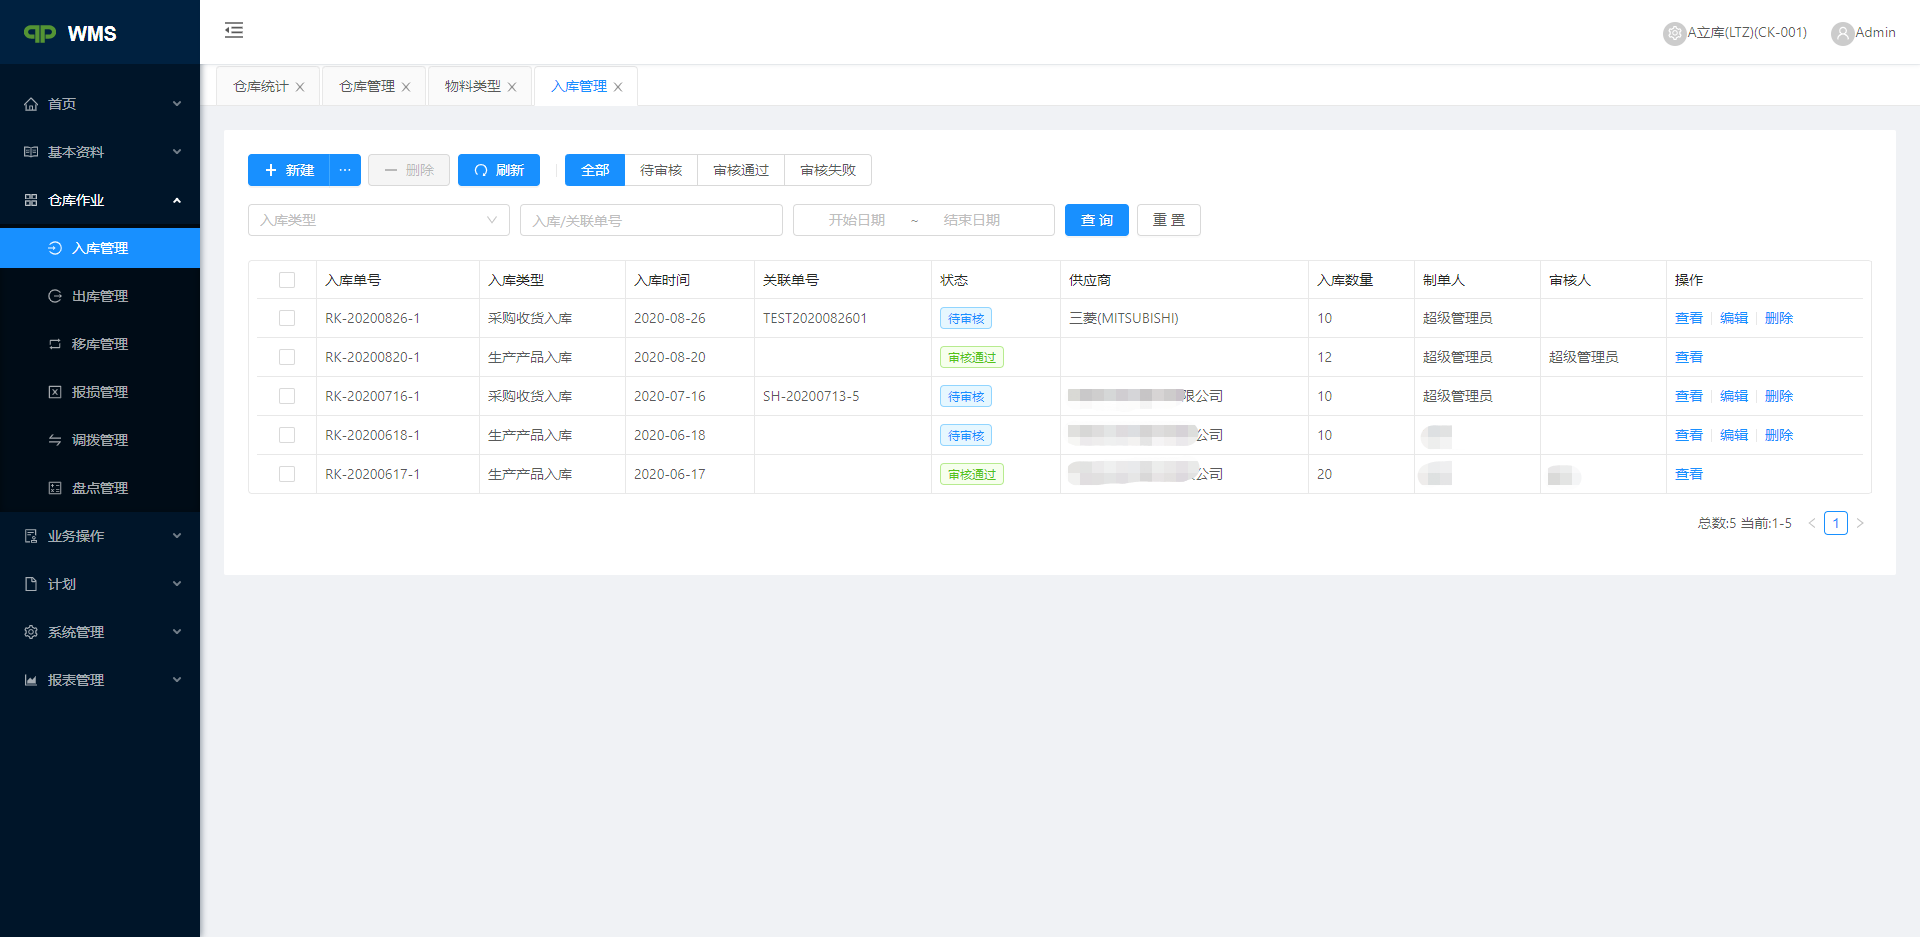 WMS
A立库(LTZ)(CK-001) Admin
首页
基本资料
仓库作业
入库管理
出库管理
移库管理
报损管理
调拨管理
盘点管理
业务操作
计划
系统管理
报表管理
仓库统计 仓库管理 物料类型 入库管理
新建 ··· 删除 刷新 全部 待审核 审核通过 审核失败
入库类型 入库/关联单号 开始日期 ~ 结束日期 查 询 重 置
入库单号 入库类型 入库时间 关联单号 状态 供应商 入库数量 制单人 审核人 操作
RK-20200826-1 采购收货入库 2020-08-26 TEST2020082601 待审核 三菱(MITSUBISHI) 10 超级管理员 查看 编辑 删除
RK-20200820-1 生产产品入库 2020-08-20 审核通过 12 超级管理员 超级管理员 查看
RK-20200716-1 采购收货入库 2020-07-16 SH-20200713-5 待审核 限公司 10 超级管理员 查看 编辑 删除
RK-20200618-1 生产产品入库 2020-06-18 待审核 公司 10 查看 编辑 删除
RK-20200617-1 生产产品入库 2020-06-17 审核通过 公司 20 查看
总数:5 当前:1-5 < 1 >